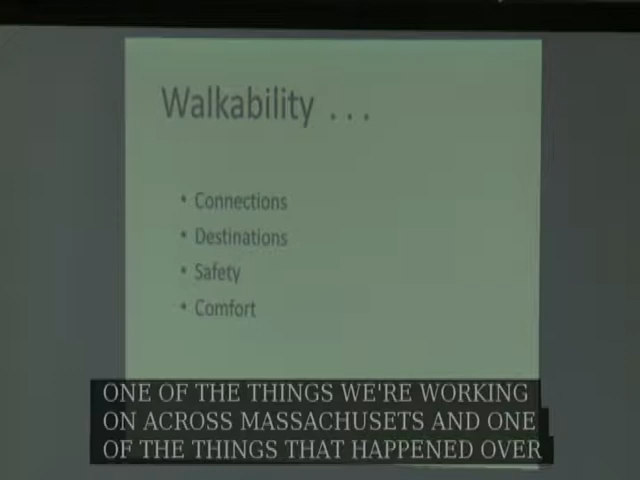 Walkability ...
• Connections
• Destinations
• Safety
• Comfort
ONE OF THE THINGS WE'RE WORKING
ON ACROSS MASSACHUSETS AND ONE
OF THE THINGS THAT HAPPENED OVER